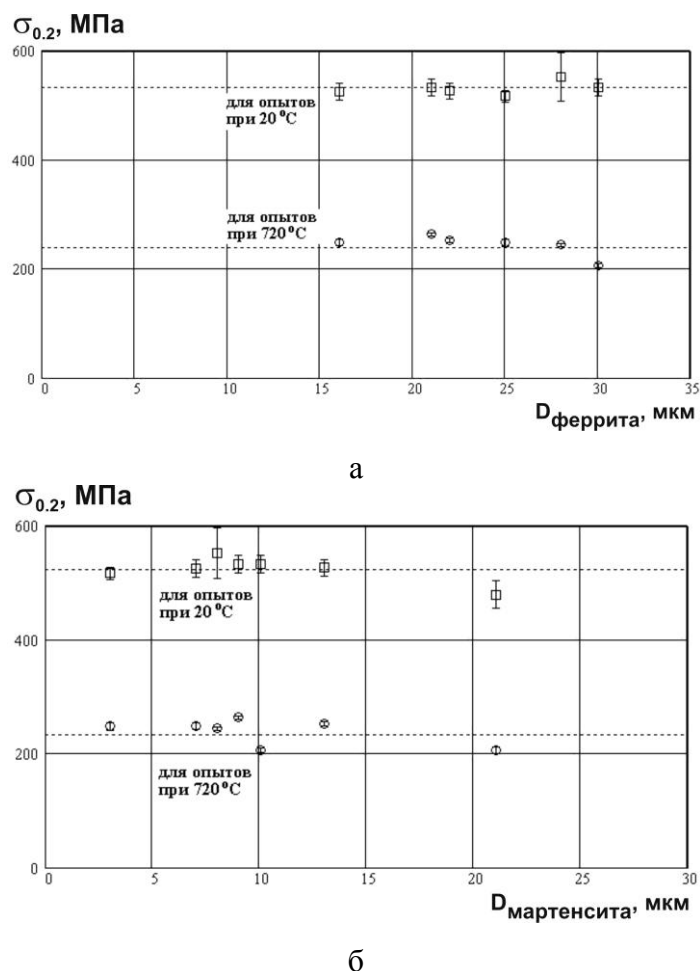 σ0.2, МПа
600
для опытов
при 20 °C
400
для опытов
при 720°C
200
0
0 5 10 15 20 25 30 35
Dферрита, мкм
а
σ0.2, МПа
600
для опытов
при 20 °C
400
200
для опытов
при 720°C
0
0 5 10 15 20 25 30
Dмартенсита, мкм
б